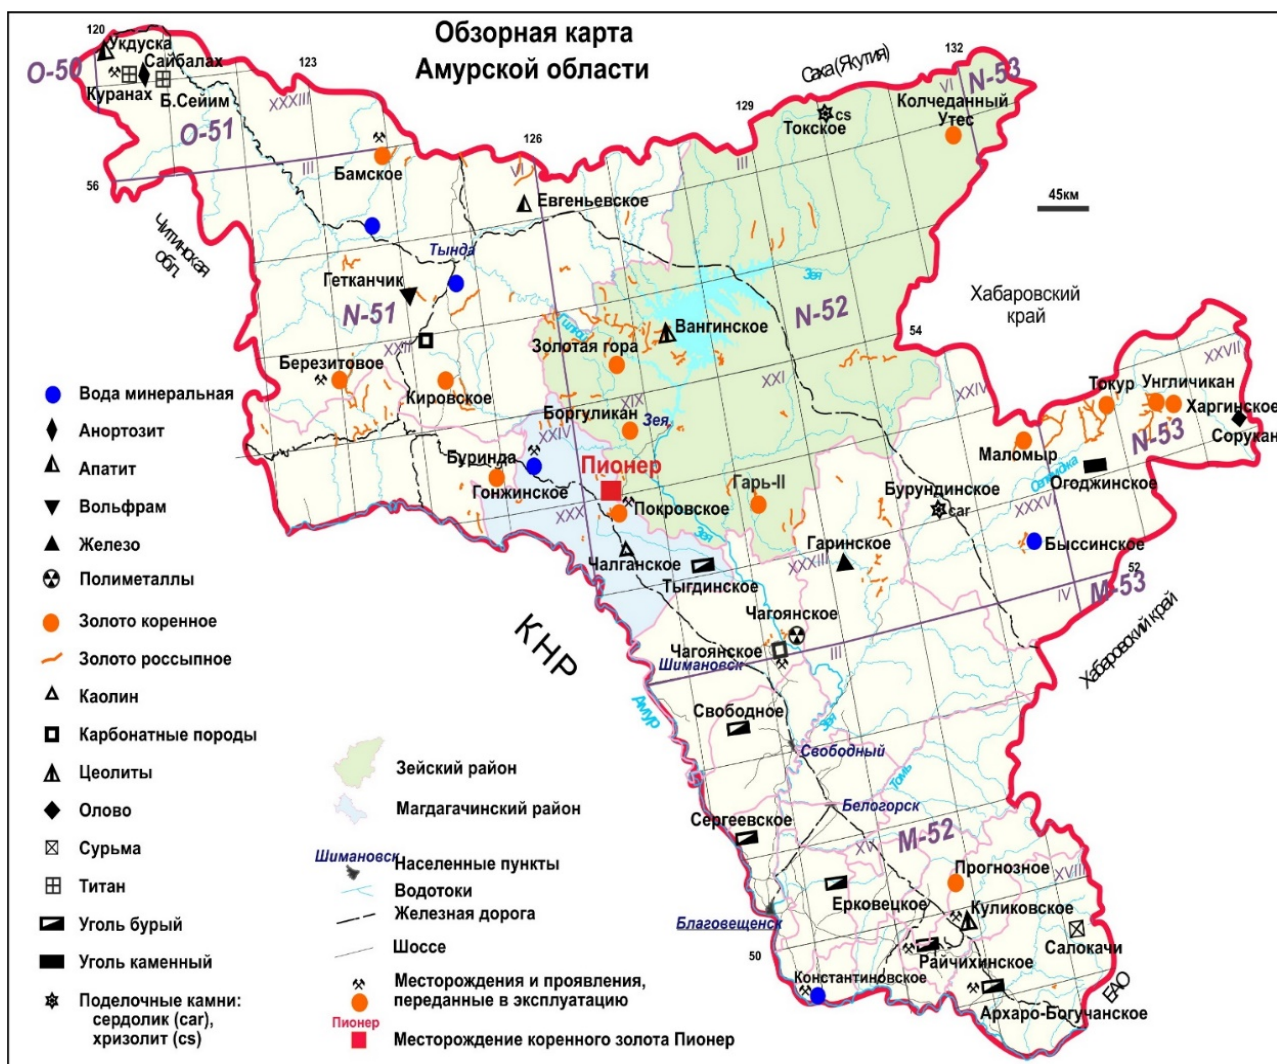 Обзорная карта
Амурской области
120
Укдуска
Сайбалах
О-50
Куранах
Б.Сейим
123
XXXIII
О-51
126
129
132
Саха (Якутия)
VI
N-53
Колчеданный
Утес
cs
Токское
III
III
VI
56
Бамское
Евгеньевское
45км
Читинская
обл.
Тында
Зея
Гетканчик
N-51
Гилюй
Вангинское
N-52
Хабаровский
край
54
XXII
Золотая гора
Березитовое
Кировское
XXI
XXIV
XXVII
Токур
Унгличикан
Харгинское
Сорукан
N-53
XIX
Боргуликан
Зея
XXIV
Буринда
Гонжинское
Пионер
Маломыр
Селемджа
Огоджинское
Гарь-II
Бурундинское
car
XXXVI
XXX
Покровское
Зея
Быссинское
Чалганское
Тыгдинское
Гаринское
XXXIII
52
IV
М-53
КНР
Чагоянское
Чагоянское
Шимановск
III
Хабаровский край
Амур
Свободное
Зея
Свободный
Томь
Белогорск
Сергеевское
XV
М-52
Прогнозное
XVIII
Ерковецкое
Куликовское
Благовещенск
Салокачи
Райчихинское
50
Константиновское
Архаро-Богучанское
ЕАО
Вода минеральная
Анортозит
Апатит
Вольфрам
Железо
Полиметаллы
Золото коренное
Золото россыпное
Каолин
Карбонатные породы
Цеолиты
Олово
Сурьма
Титан
Уголь бурый
Уголь каменный
Поделочные камни:
сердолик (car),
хризолит (cs)
Зейский район
Магдагачинский район
Шимановск
Населенные пункты
Водотоки
Железная дорога
Шоссе
Месторождения и проявления,
переданные в эксплуатацию
Пионер
Месторождение коренного золота Пионер